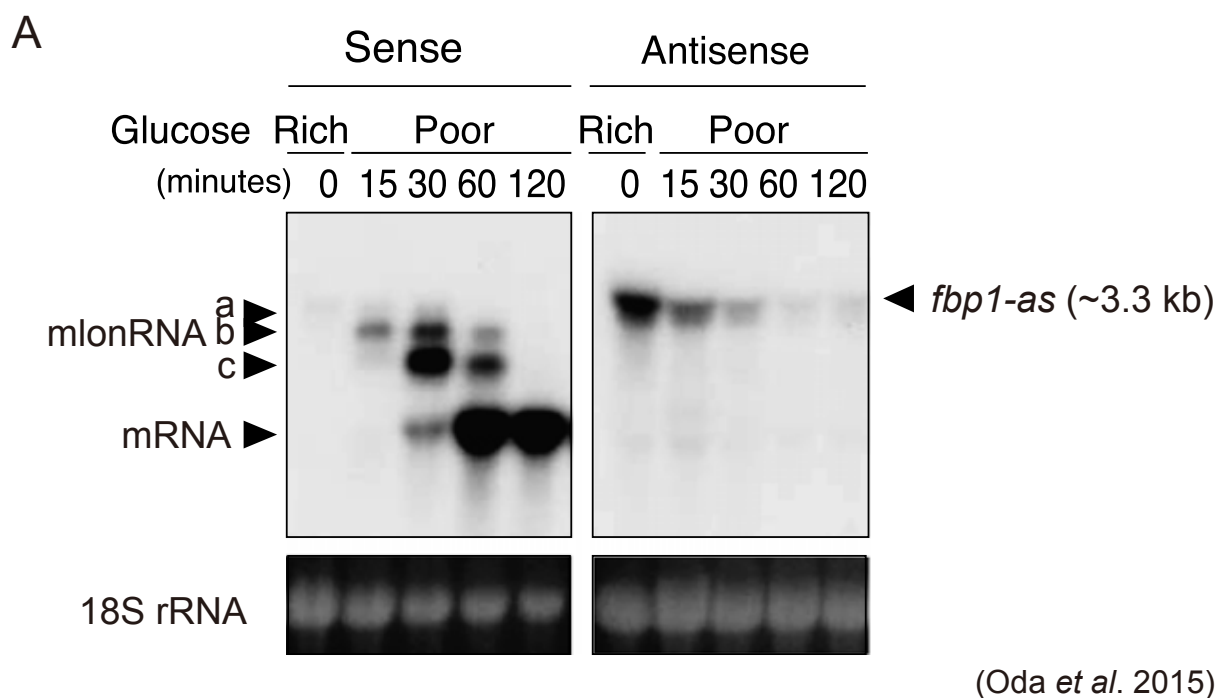 A
Sense Antisense
Glucose Rich Poor Rich Poor
(minutes) 0 15 30 60 120 0 15 30 60 120
a
mlonRNA b
c
fbp1-as (~3.3 kb)
mRNA
18S rRNA
(Oda et al. 2015)